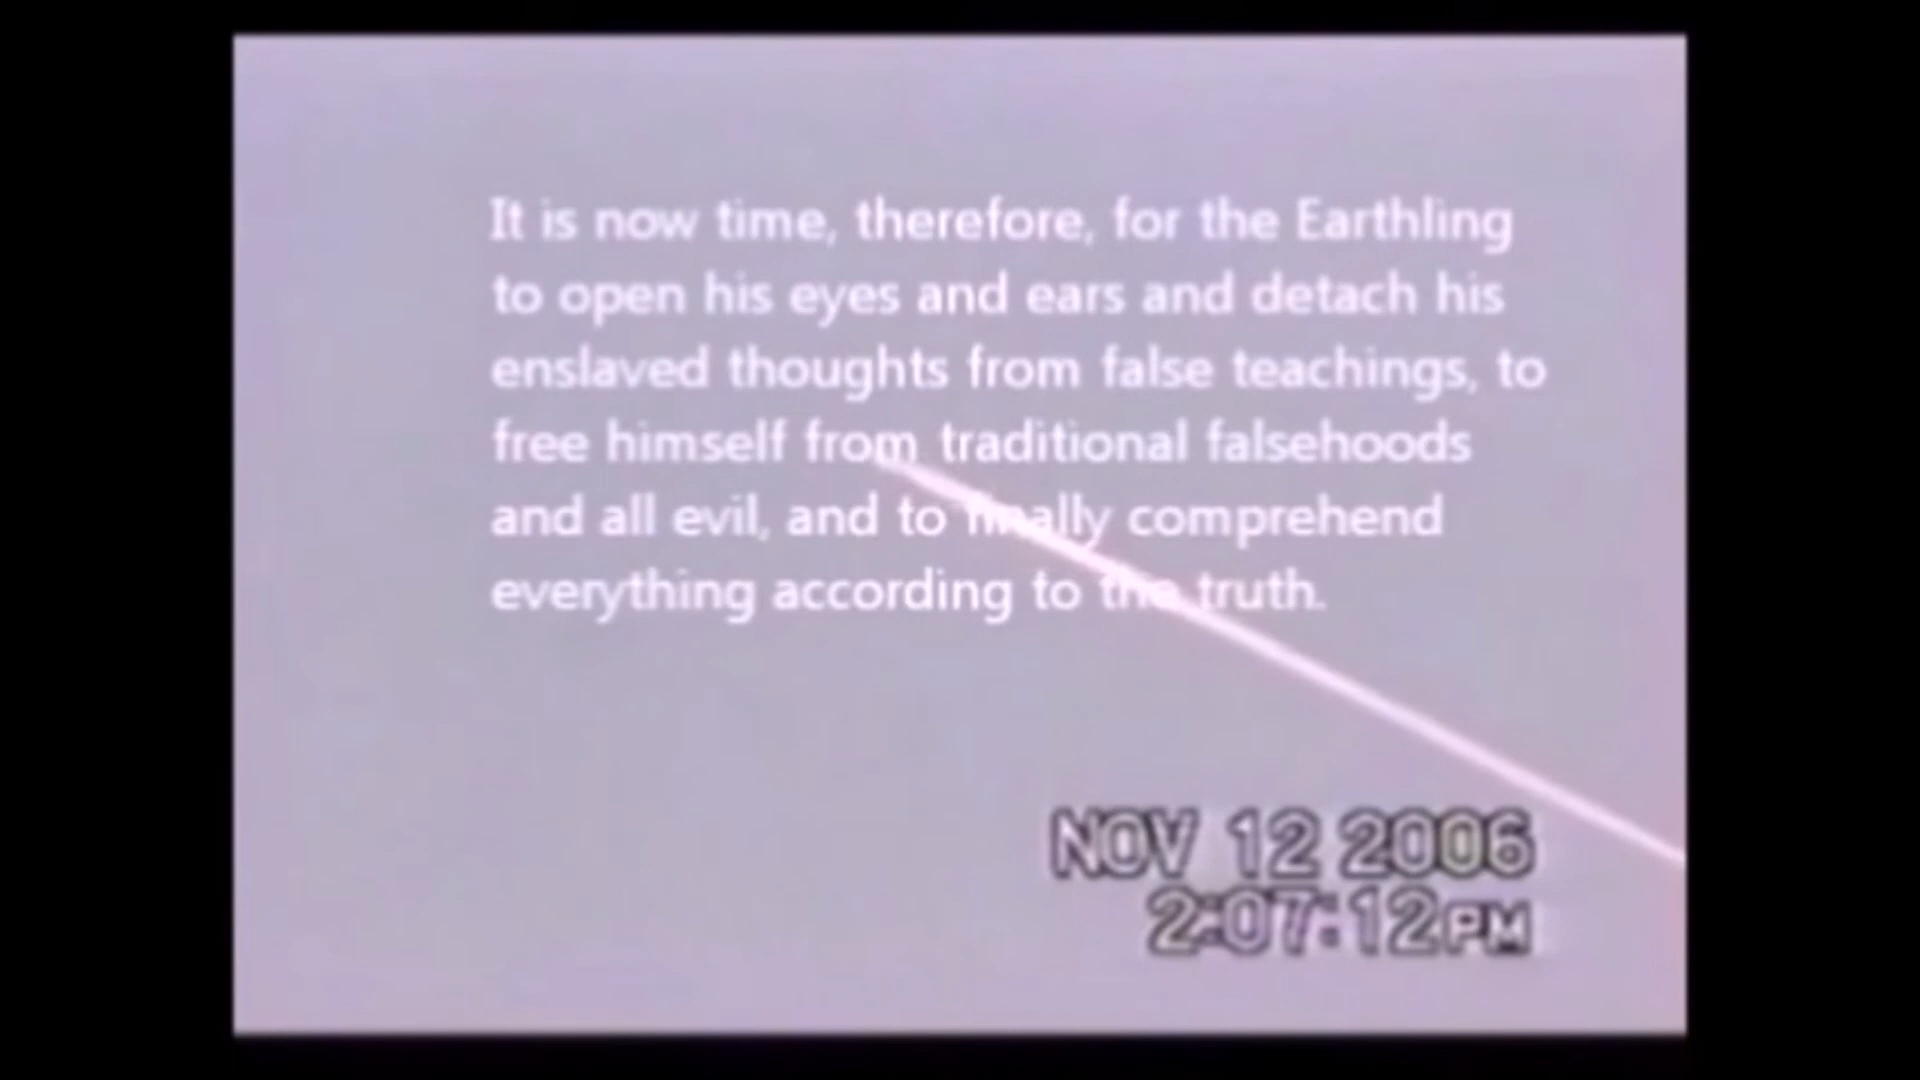 It is now time, therefore, for the Earthling
to open his eyes and ears and detach his
enslaved thoughts from false teachings, to
free himself from traditional falsehoods
and all evil, and to finally comprehend
everything according to the truth.
NOV 12 2006
2:07:12PM